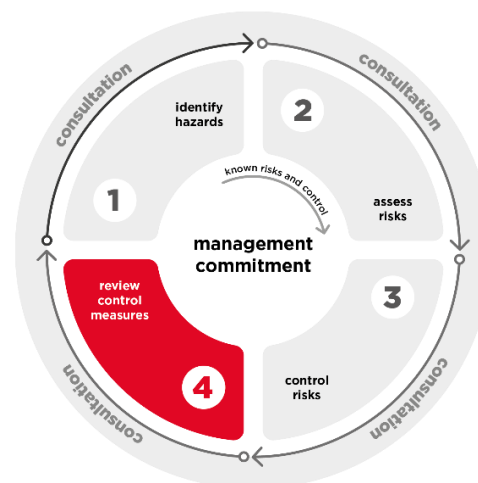 consultation
consultation
identify
hazards
1
2
assess
risks
known risks and control
management
commitment
review
control
measures
4
3
control
risks
consultation
consultation